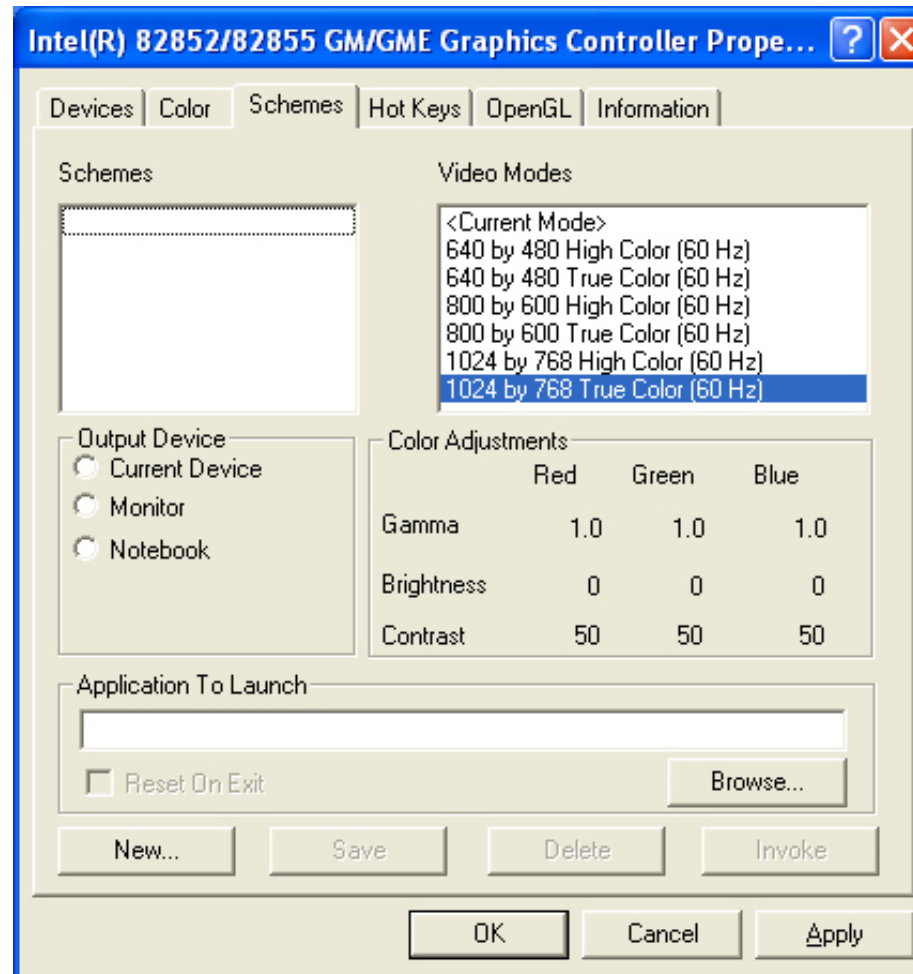 Intel(R) 82852/82855 GM/GME Graphics Controller Prope...
Devices Color Schemes Hot Keys OpenGL Information
Schemes
Video Modes
<Current Mode>
640 by 480 High Color (60 Hz)
640 by 480 True Color (60 Hz)
800 by 600 High Color (60 Hz)
800 by 600 True Color (60 Hz)
1024 by 768 High Color (60 Hz)
1024 by 768 True Color (60 Hz)
Output Device
Current Device
Monitor
Notebook
Color Adjustments
Red Green Blue
Gamma 1.0 1.0 1.0
Brightness 0 0 0
Contrast 50 50 50
Application To Launch
Reset On Exit
Browse...
New... Save Delete Invoke
OK Cancel Apply